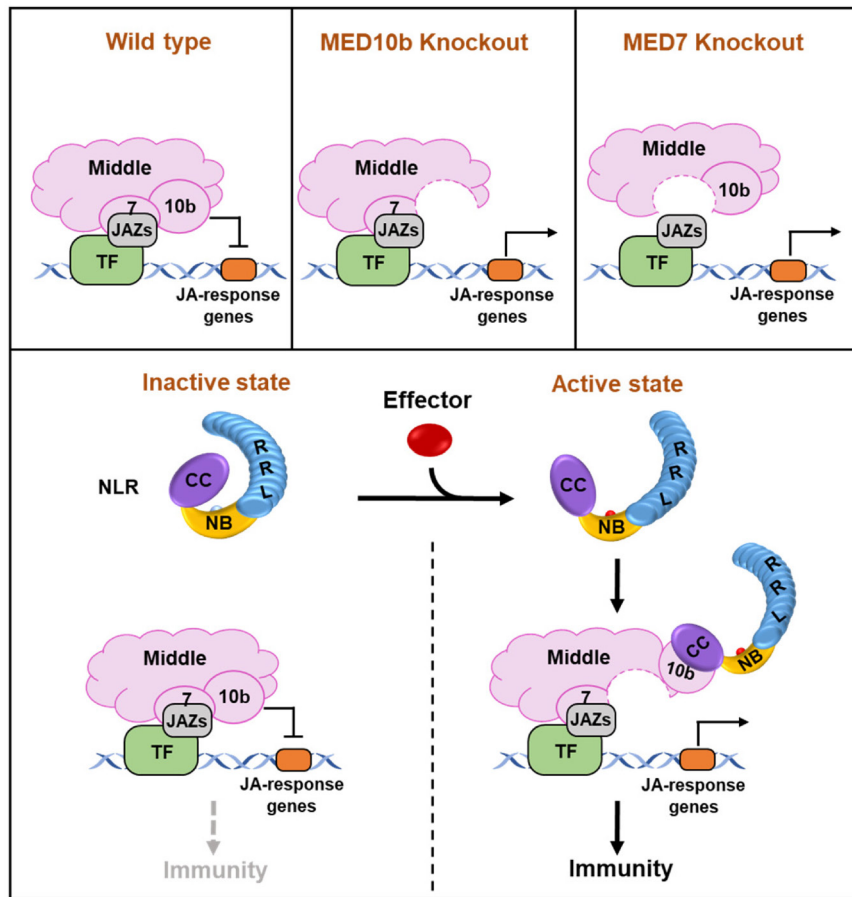 Wild type
MED10b Knockout
MED7 Knockout
Middle
7
10b
JAZs
TF
JA-response
genes
Middle
7
JAZs
TF
JA-response
genes
Middle
10b
JAZs
TF
JA-response
genes
Inactive state
Effector
Active state
NLR
CC
NB
R
R
L
CC
NB
R
R
L
Middle
7
10b
JAZs
TF
JA-response
genes
Immunity
Middle
7
10b
CC
NB
R
R
L
JAZs
TF
JA-response
genes
Immunity